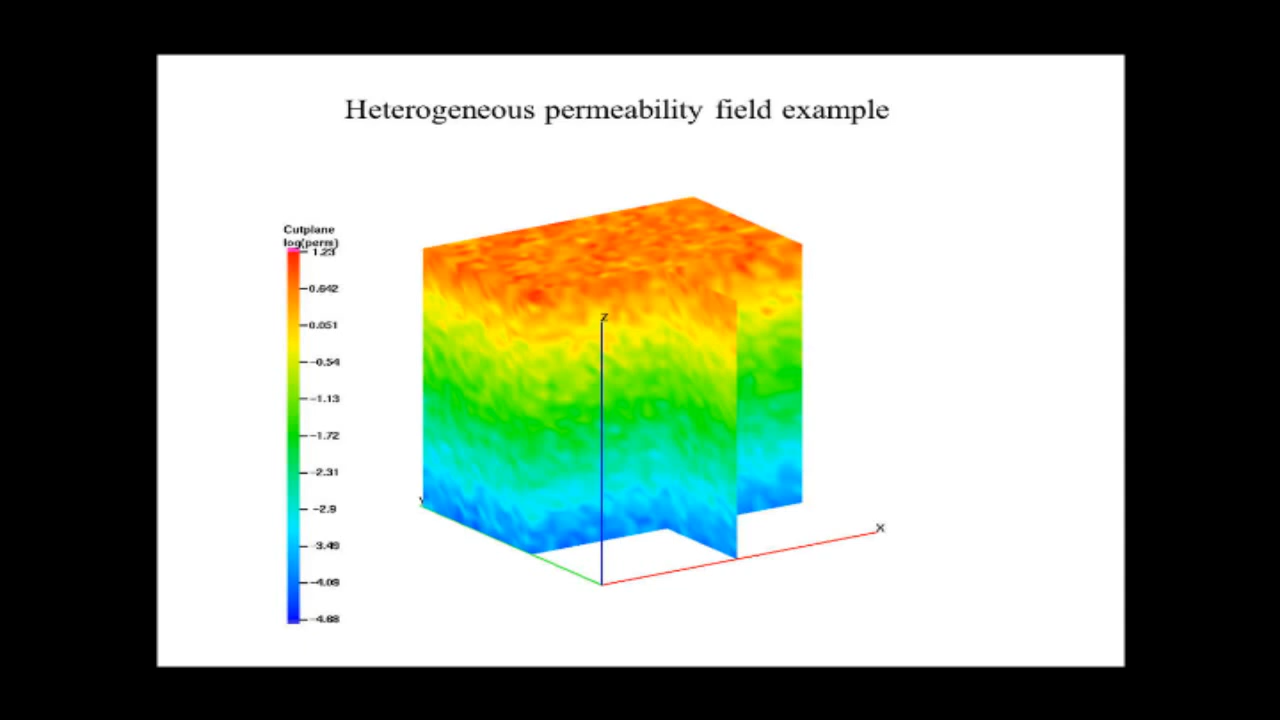 Heterogeneous permeability field example
Cutplane
log(perm)
1.23
0.642
0.051
-0.54
-1.13
-1.72
-2.31
-2.9
-3.49
-4.09
-4.68
Z
Y
X